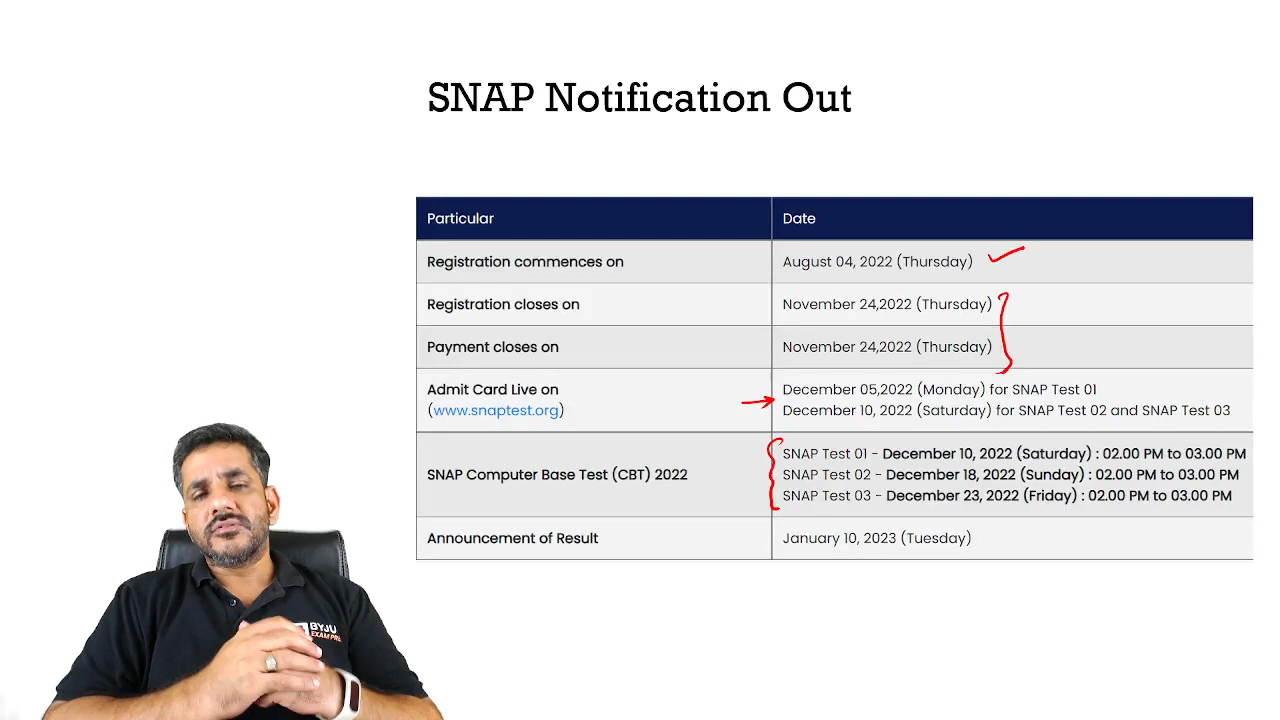 SNAP Notification Out
Particular
Date
Registration commences on
August 04, 2022 (Thursday)
Registration closes on
November 24,2022 (Thursday)
Payment closes on
November 24,2022 (Thursday)
Admit Card Live on
(www.snaptest.org)
December 05,2022 (Monday) for SNAP Test 01
December 10, 2022 (Saturday) for SNAP Test 02 and SNAP Test 03
SNAP Computer Base Test (CBT) 2022
SNAP Test 01 - December 10, 2022 (Saturday) : 02.00 PM to 03.00 PM
SNAP Test 02 - December 18, 2022 (Sunday) : 02.00 PM to 03.00 PM
SNAP Test 03 - December 23, 2022 (Friday) : 02.00 PM to 03.00 PM
Announcement of Result
January 10, 2023 (Tuesday)
BYJU
EXAM